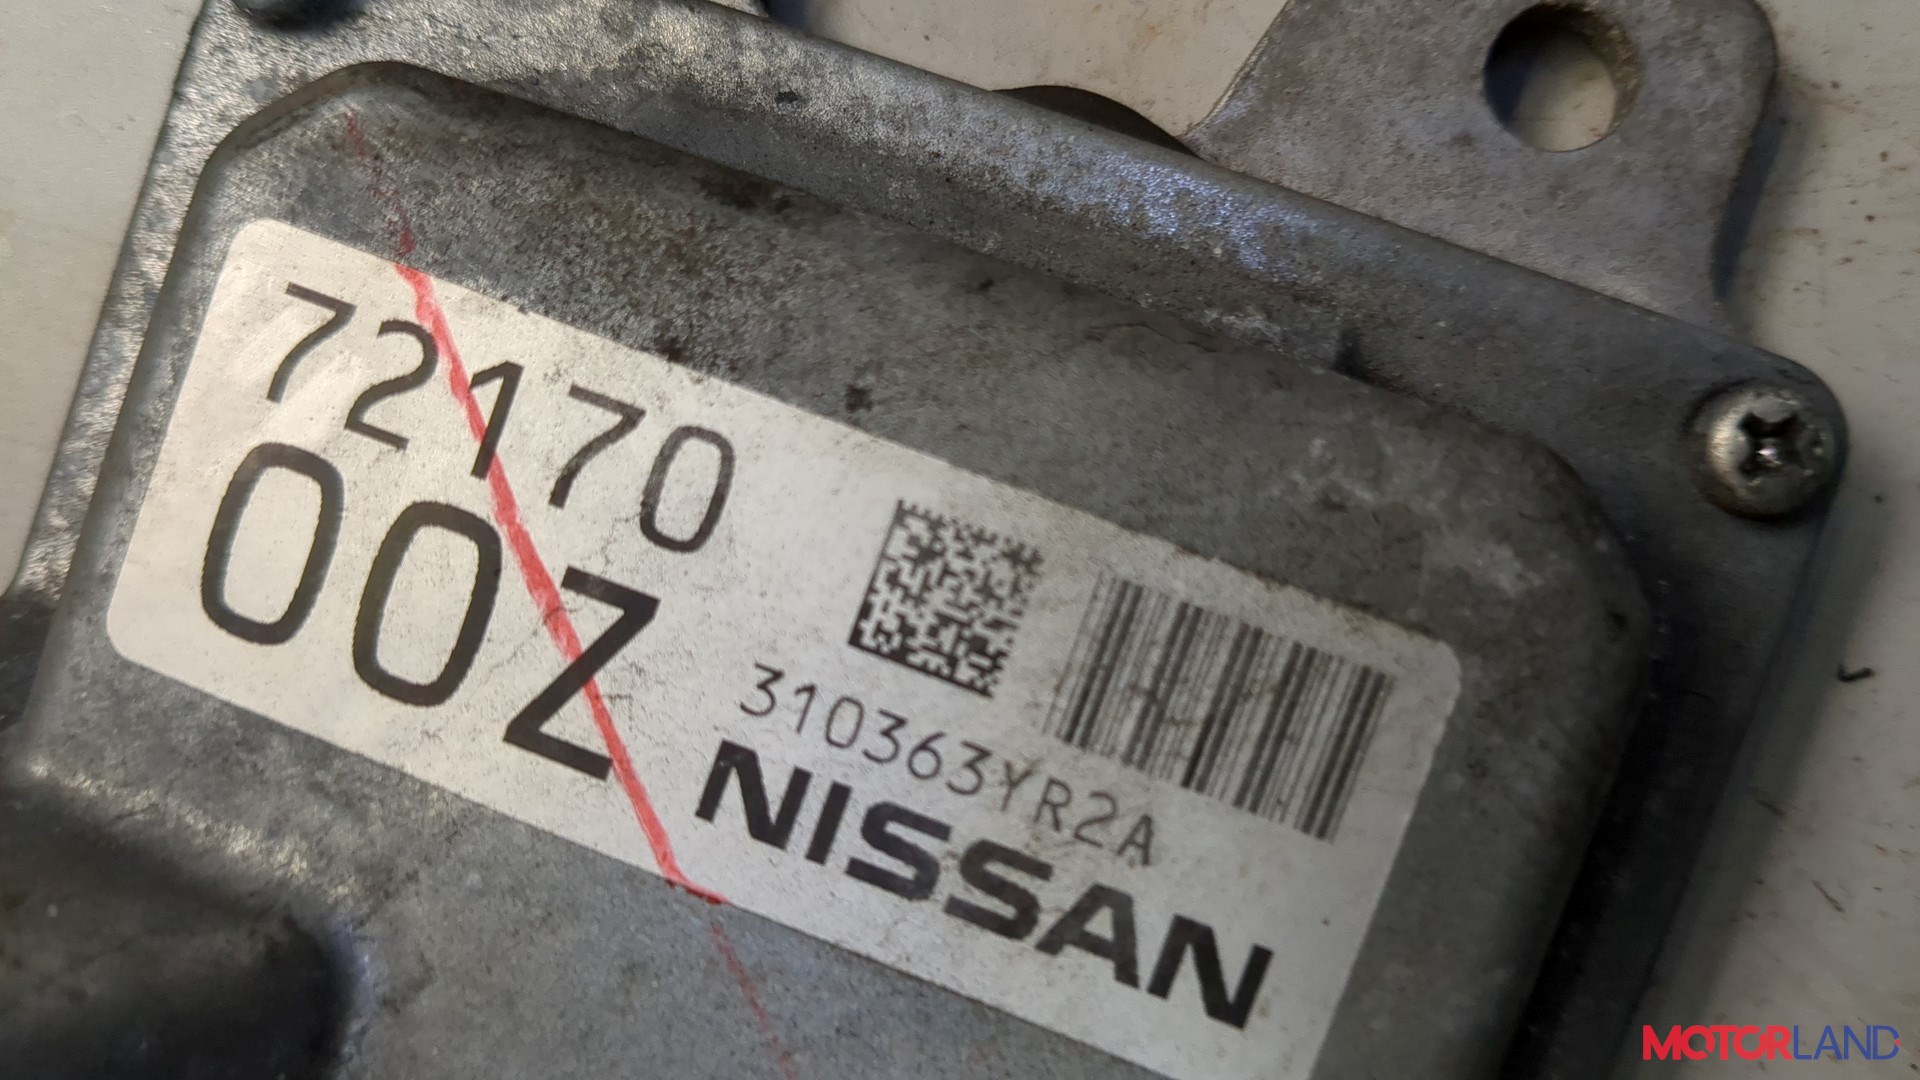 72170
00Z
310363YR2A
NISSAN
MOTORLAND